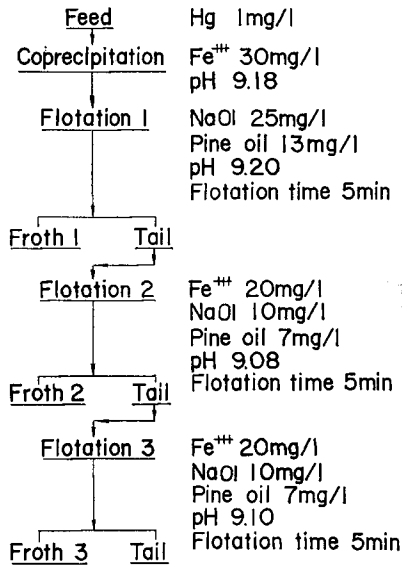 Feed Hg 1mg/l
Coprecipitation Fe+++ 30mg/l
pH 9.18
Flotation 1 NaOl 25mg/l
Pine oil 13mg/l
pH 9.20
Flotation time 5min
Froth 1 Tail
Flotation 2 Fe+++ 20mg/l
NaOl 10mg/l
Pine oil 7mg/l
pH 9.08
Froth 2 Tail Flotation time 5min
Flotation 3 Fe+++ 20mg/l
NaOl 10mg/l
Pine oil 7mg/l
pH 9.10
Froth 3 Tail Flotation time 5min